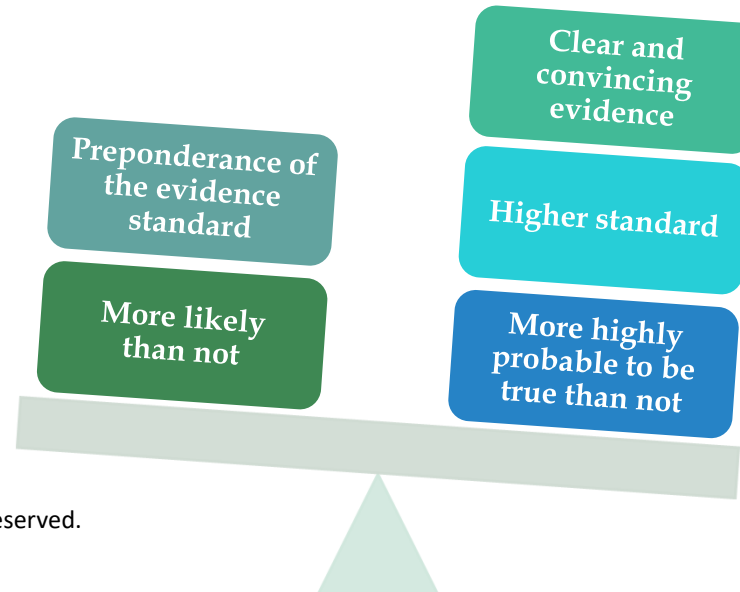 Preponderance of
the evidence
standard
More likely
than not
Clear and
convincing
evidence
Higher standard
More highly
probable to be
true than not
eserved.